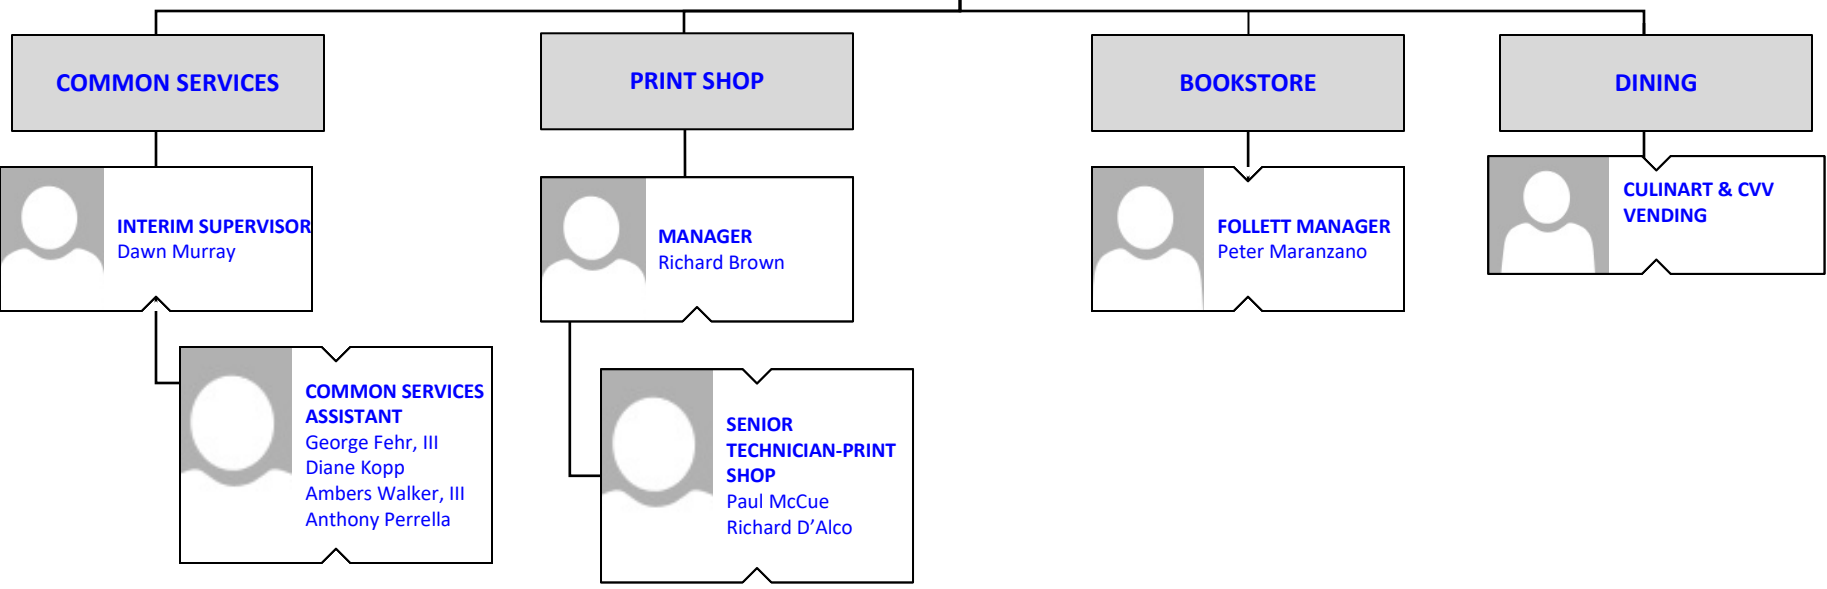 COMMON SERVICES
PRINT SHOP
BOOKSTORE
DINING
INTERIM SUPERVISOR
Dawn Murray
MANAGER
Richard Brown
FOLLETT MANAGER
Peter Maranzano
CULINART & CVV
VENDING
COMMON SERVICES
ASSISTANT
George Fehr, III
Diane Kopp
Ambers Walker, III
Anthony Perrella
SENIOR
TECHNICIAN-PRINT
SHOP
Paul McCue
Richard D’Alco